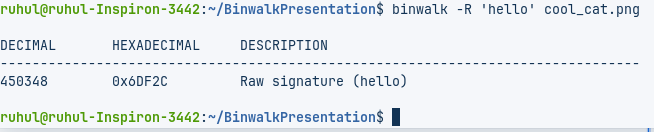 ruhul@ruhul-Inspiron-3442:~/BinwalkPresentation$ binwalk -R 'hello' cool_cat.png
DECIMAL       HEXADECIMAL     DESCRIPTION
--------------------------------------------------------------------------------
450348        0x6DF2C         Raw signature (hello)
ruhul@ruhul-Inspiron-3442:~/BinwalkPresentation$